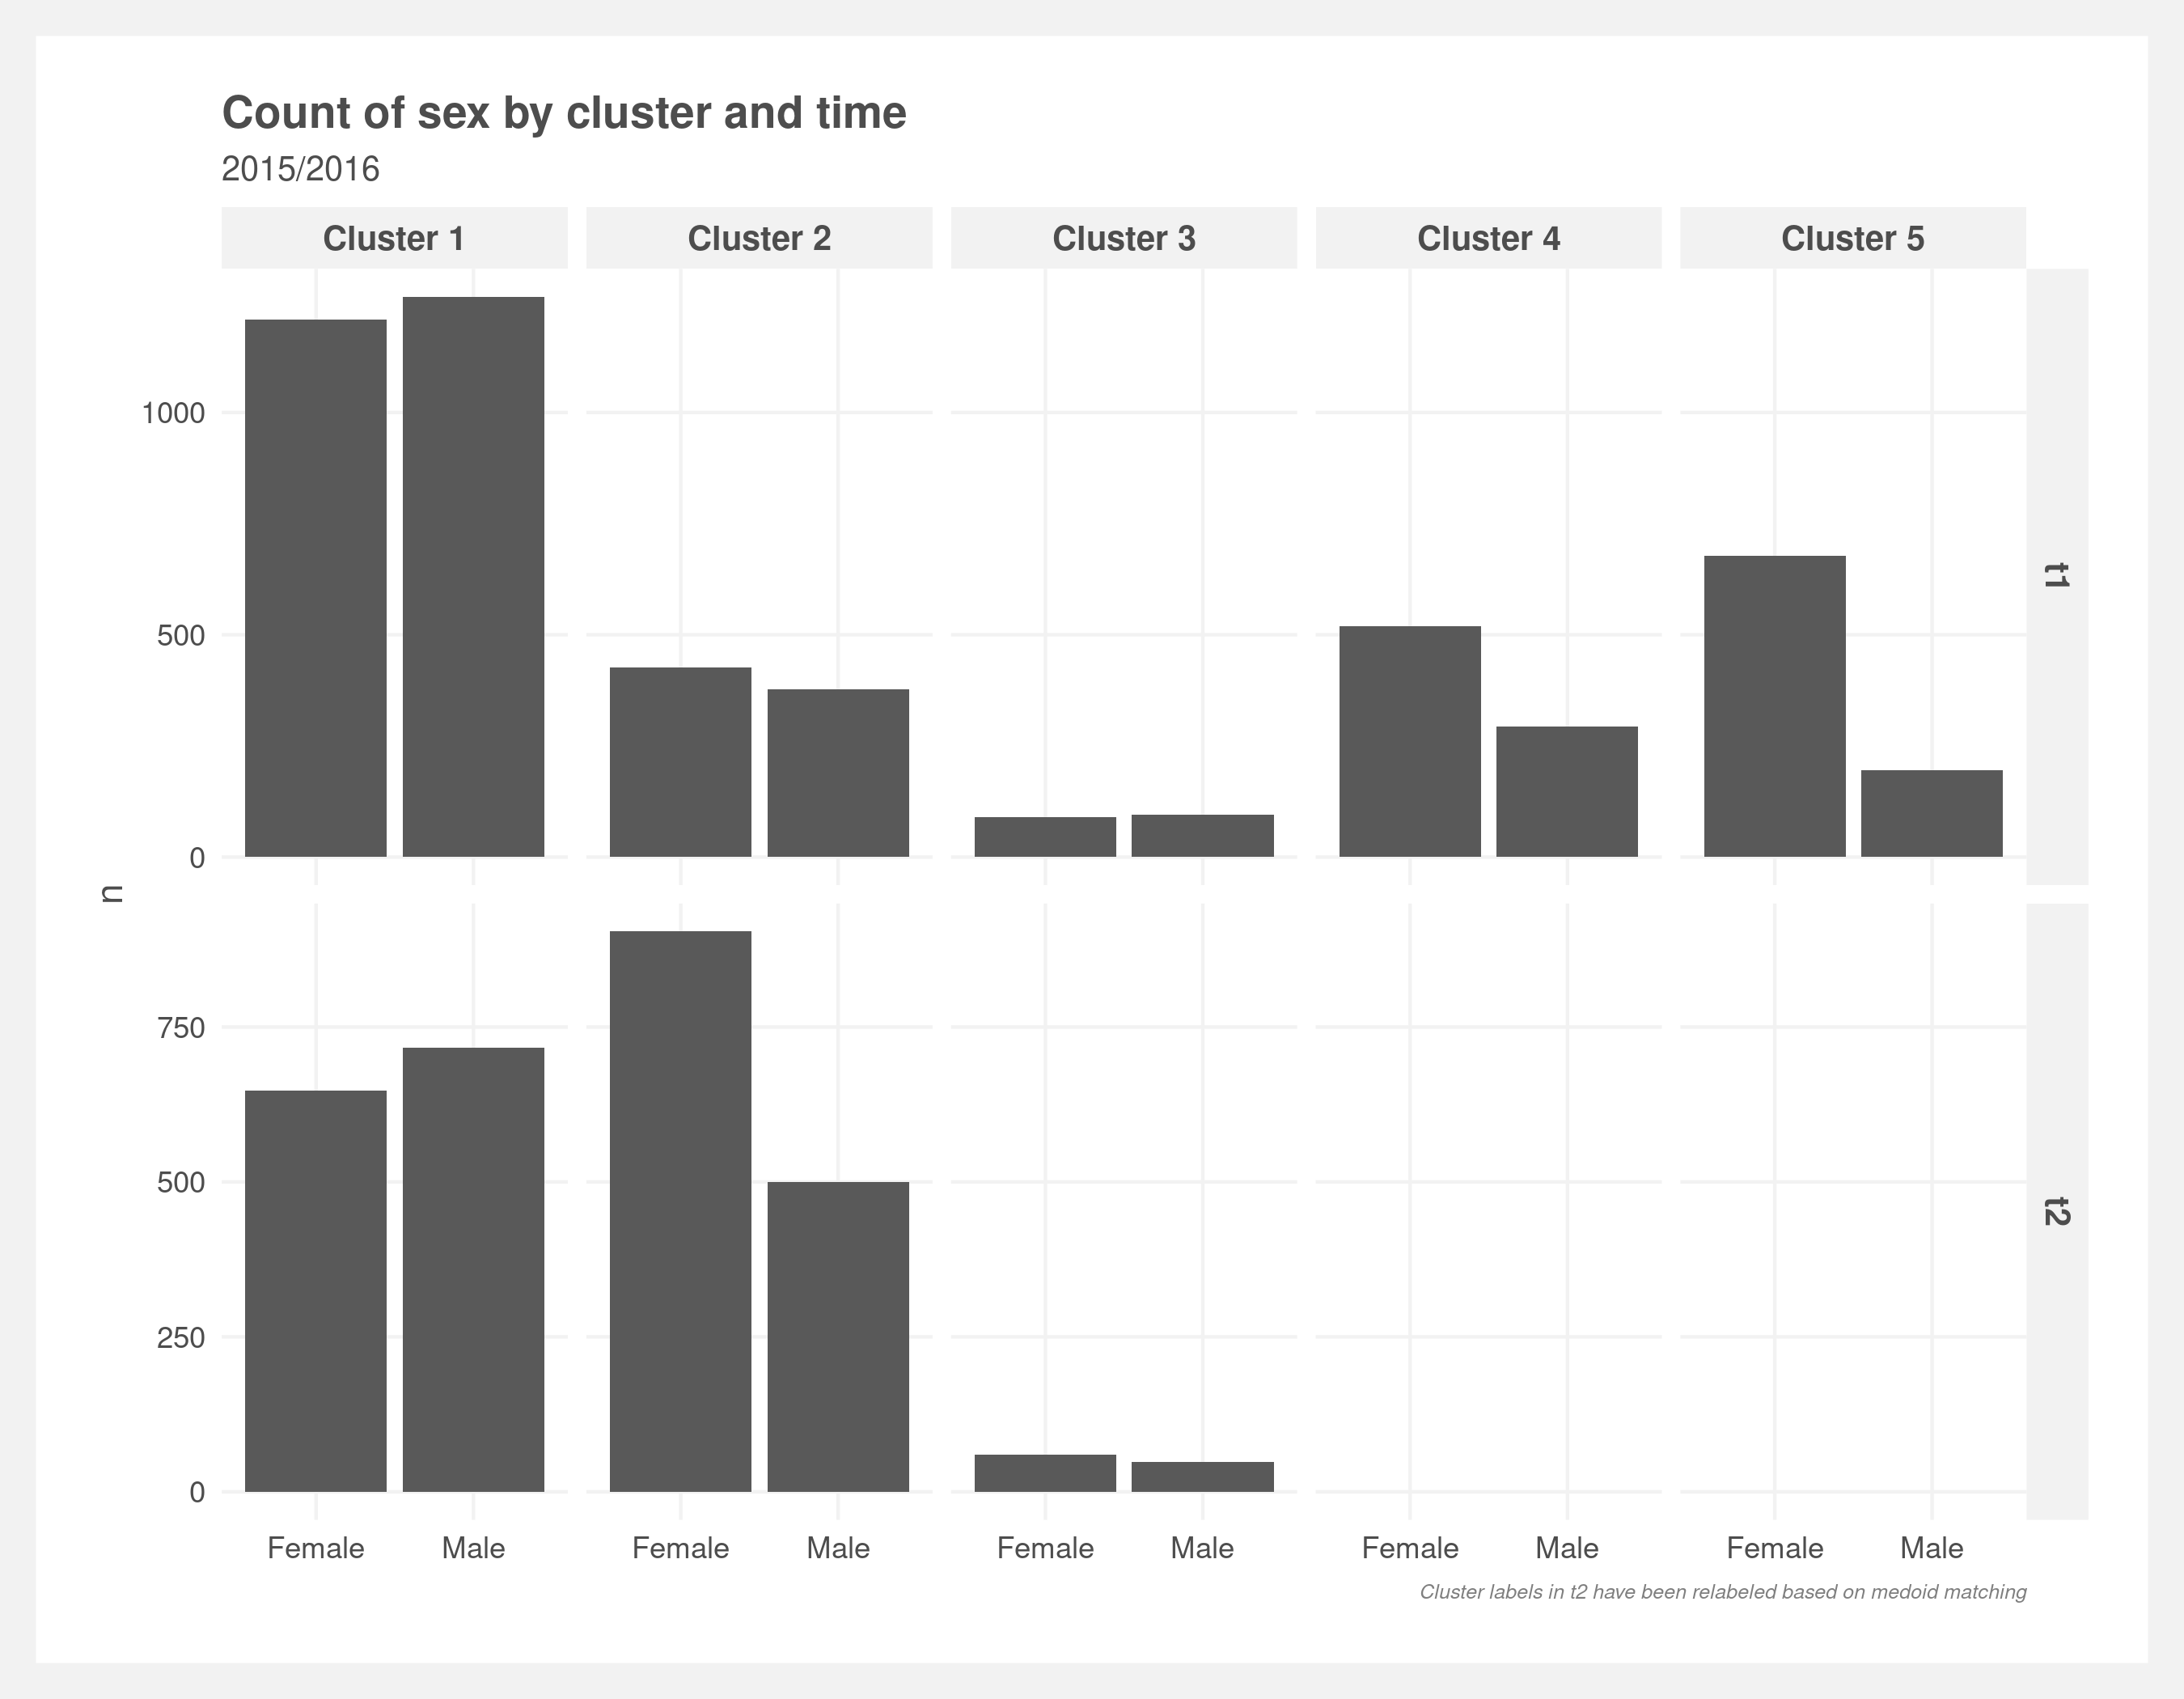 Count of sex by cluster and time
2015/2016
Cluster 1 Cluster 2 Cluster 3 Cluster 4 Cluster 5
1000
500
0
t1
n
750
500
250
0
t2
Female Male Female Male Female Male Female Male Female Male
Cluster labels in t2 have been relabeled based on medoid matching